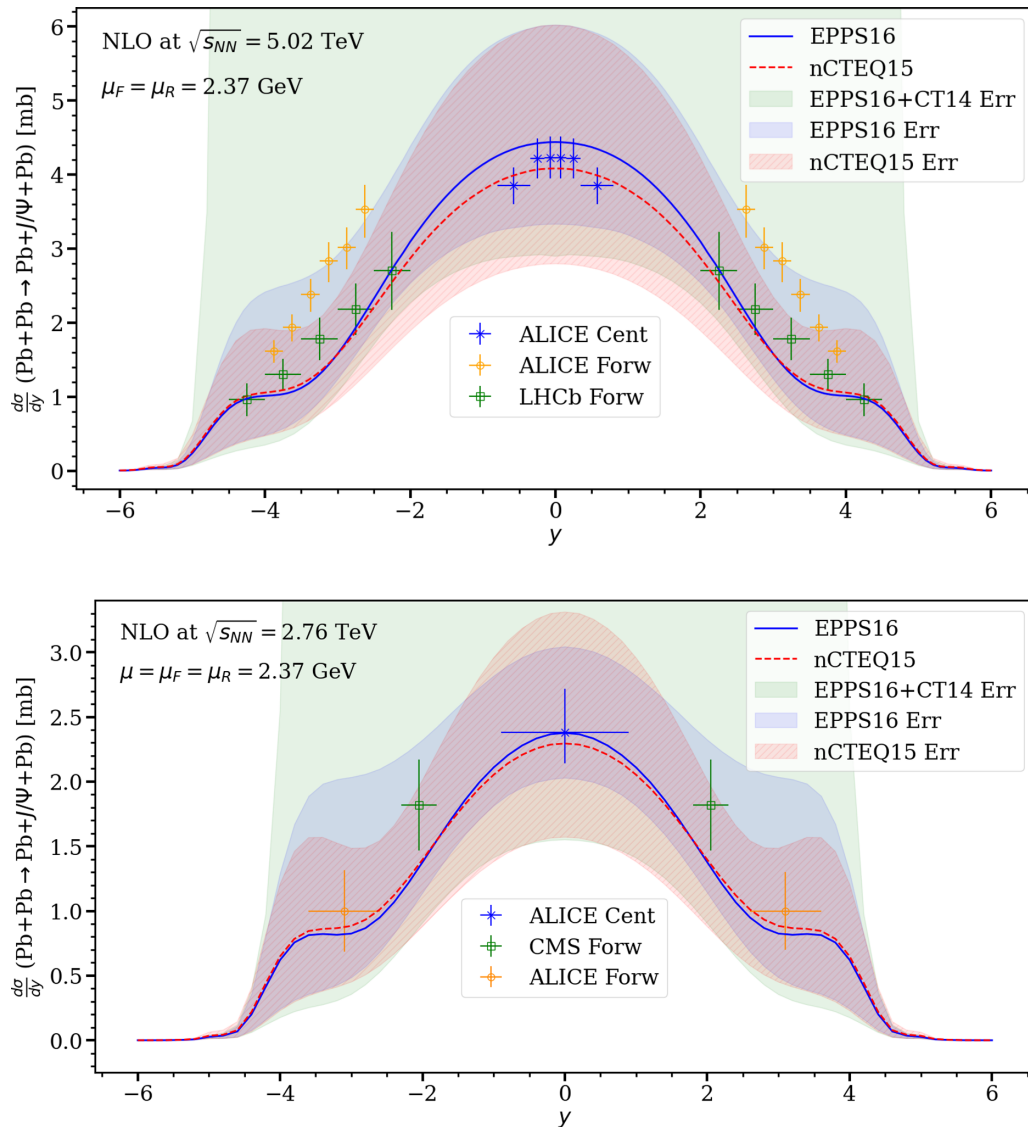 NLO at √s_NN = 5.02 TeV
μ_F = μ_R = 2.37 GeV
EPPS16
nCTEQ15
EPPS16+CT14 Err
EPPS16 Err
nCTEQ15 Err
ALICE Cent
ALICE Forw
LHCb Forw
dσ/dy (Pb+Pb → Pb+J/Ψ+Pb) [mb]
6
5
4
3
2
1
0
−6 −4 −2 0 2 4 6
y
NLO at √s_NN = 2.76 TeV
μ = μ_F = μ_R = 2.37 GeV
EPPS16
nCTEQ15
EPPS16+CT14 Err
EPPS16 Err
nCTEQ15 Err
ALICE Cent
CMS Forw
ALICE Forw
dσ/dy (Pb+Pb → Pb+J/Ψ+Pb) [mb]
3.0
2.5
2.0
1.5
1.0
0.5
0.0
−6 −4 −2 0 2 4 6
y